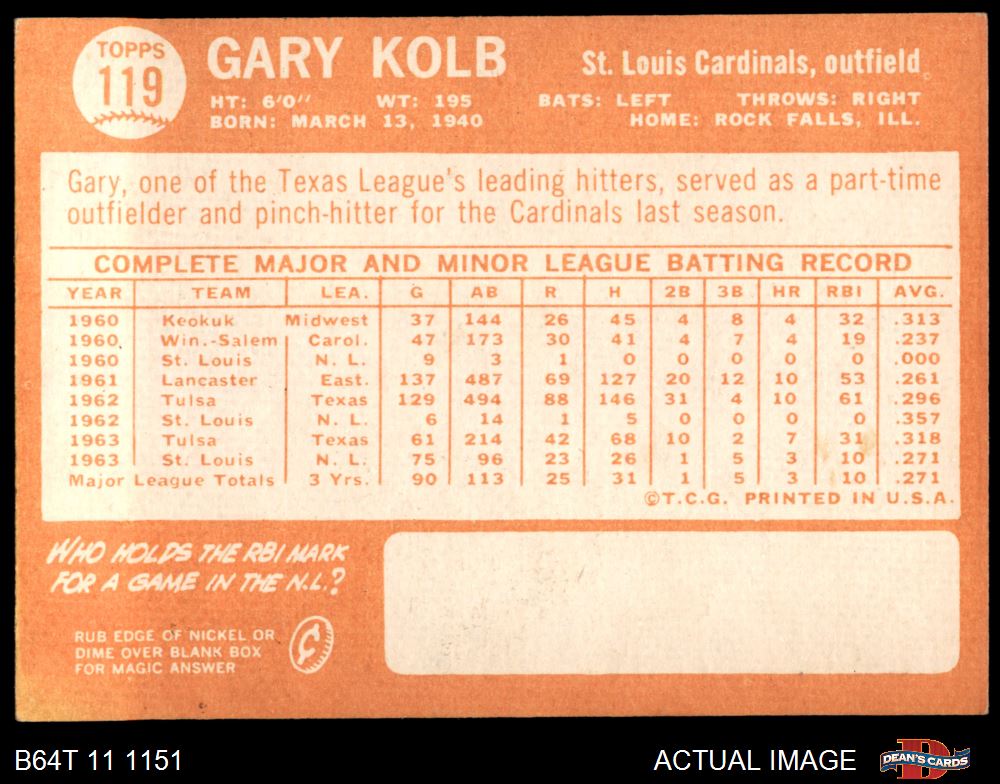 TOPPS
119
GARY KOLB
St. Louis Cardinals, outfield
HT: 6'0" WT: 195 BATS: LEFT THROWS: RIGHT
BORN: MARCH 13, 1940 HOME: ROCK FALLS, ILL.
Gary, one of the Texas League's leading hitters, served as a part-time
outfielder and pinch-hitter for the Cardinals last season.
COMPLETE MAJOR AND MINOR LEAGUE BATTING RECORD
YEAR TEAM LEA. G AB R H 2B 3B HR RBI AVG.
1960 Keokuk Midwest 37 144 26 45 4 8 4 32 .313
1960 Win.-Salem Carol. 47 173 30 41 4 7 4 19 .237
1960 St. Louis N. L. 9 3 1 0 0 0 0 0 .000
1961 Lancaster East. 137 487 69 127 20 12 10 53 .261
1962 Tulsa Texas 129 494 88 146 31 4 10 61 .296
1962 St. Louis N. L. 6 14 1 5 0 0 0 0 .357
1963 Tulsa Texas 61 214 42 68 10 2 7 31 .318
1963 St. Louis N. L. 75 96 23 26 1 5 3 10 .271
Major League Totals 3 Yrs. 90 113 25 31 1 5 3 10 .271
©T.C.G. PRINTED IN U.S.A.
WHO HOLDS THE RBI MARK
FOR A GAME IN THE N.L.?
RUB EDGE OF NICKEL OR
DIME OVER BLANK BOX
FOR MAGIC ANSWER
B64T 11 1151
ACTUAL IMAGE
DEAN'S CARDS